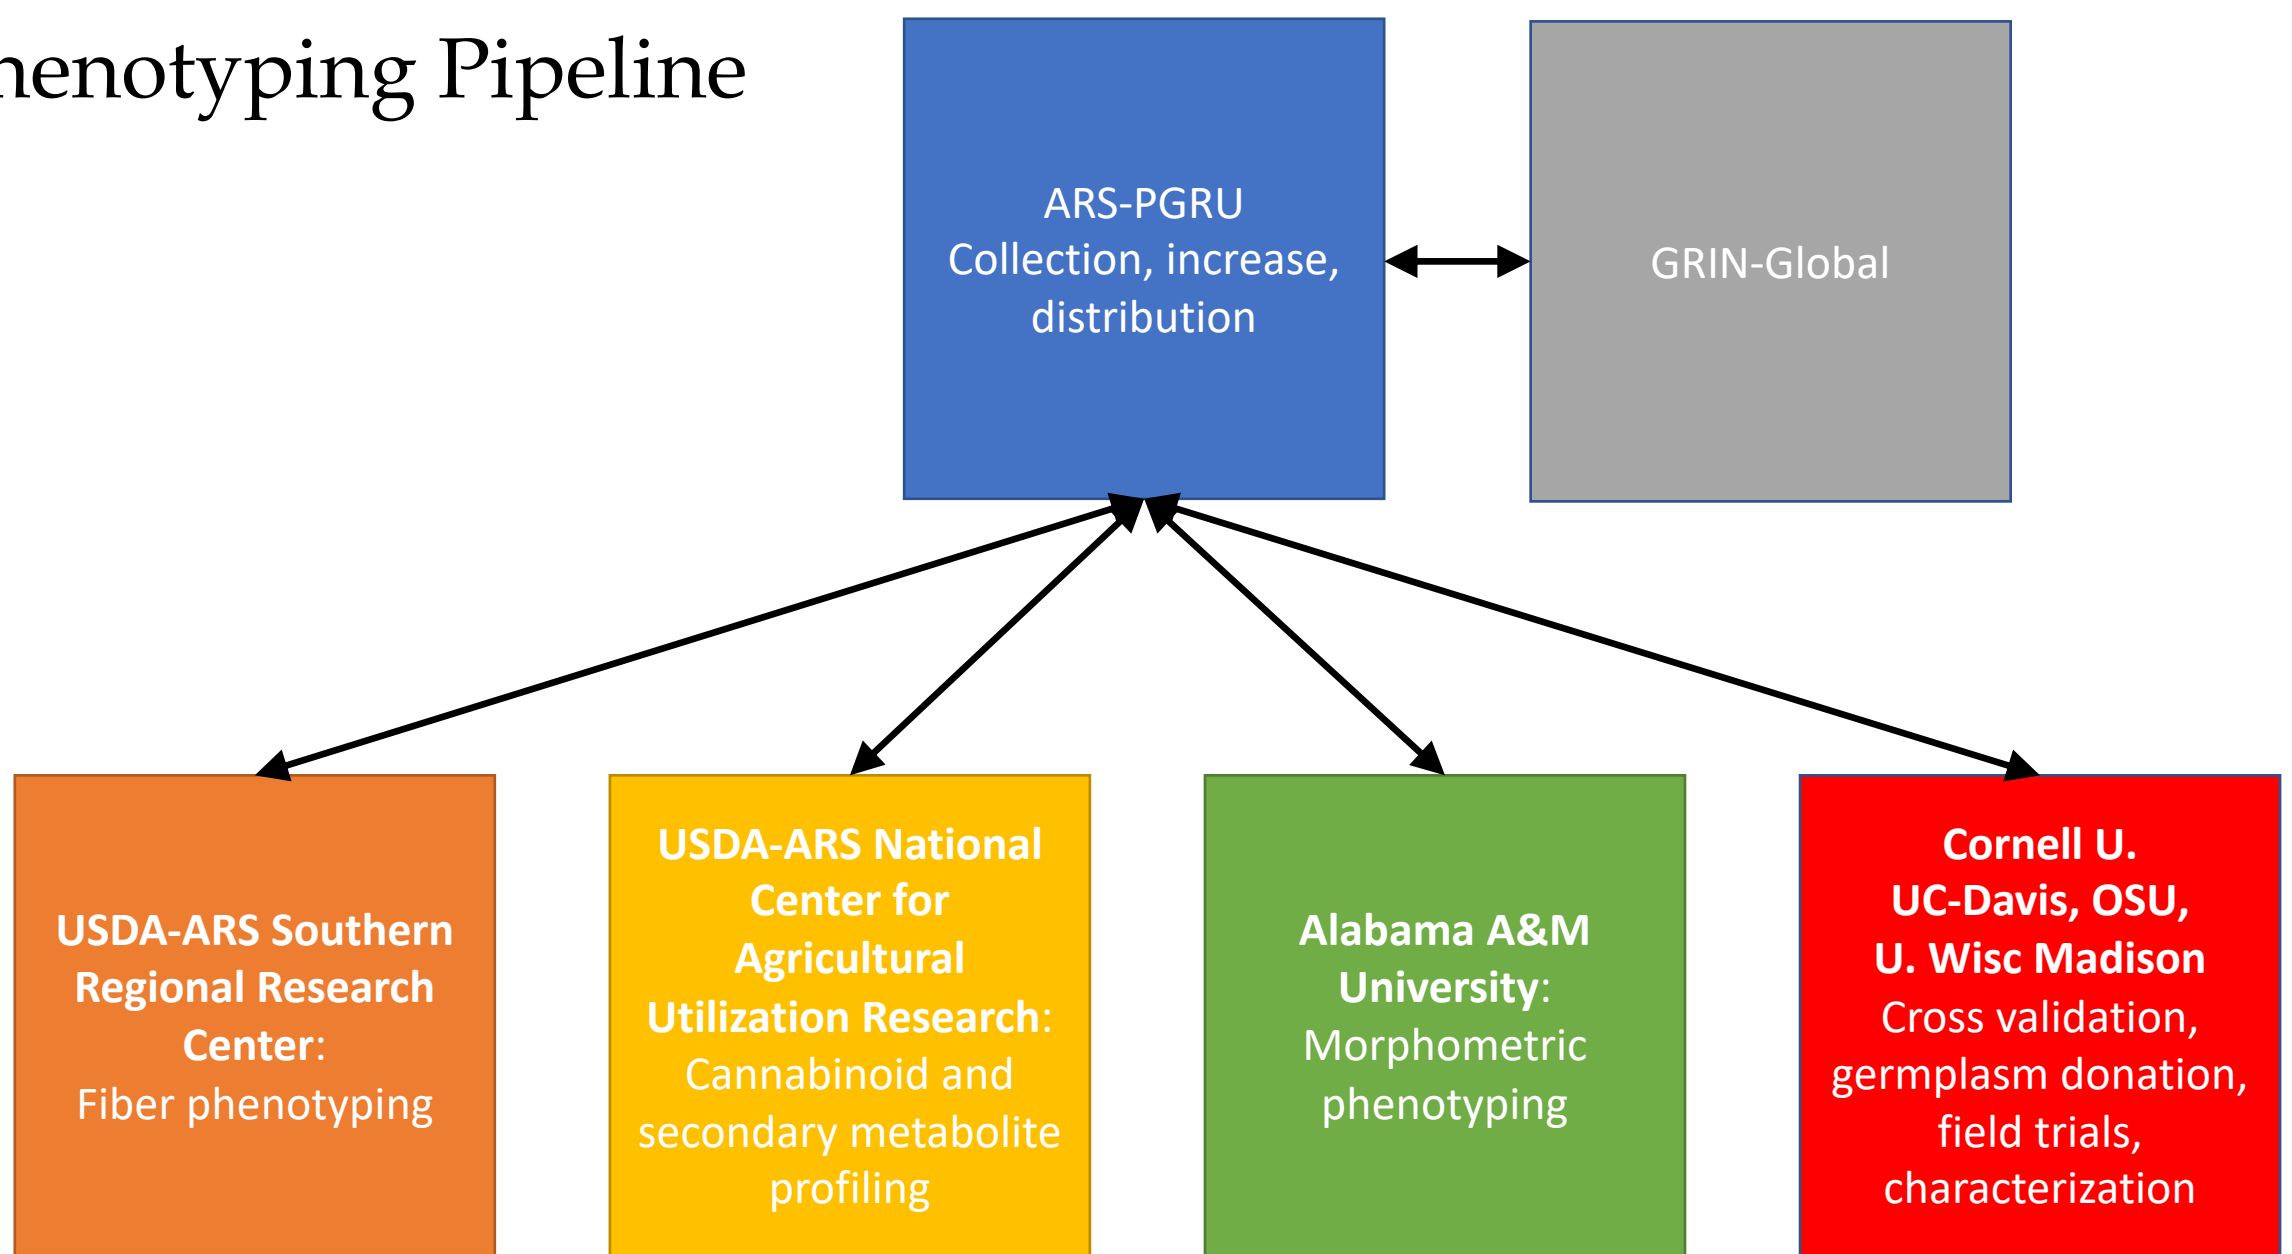 henotyping Pipeline
ARS-PGRU
Collection, increase,
distribution
GRIN-Global
USDA-ARS Southern
Regional Research
Center:
Fiber phenotyping
USDA-ARS National
Center for
Agricultural
Utilization Research:
Cannabinoid and
secondary metabolite
profiling
Alabama A&M
University:
Morphometric
phenotyping
Cornell U.
UC-Davis, OSU,
U. Wisc Madison
Cross validation,
germplasm donation,
field trials,
characterization